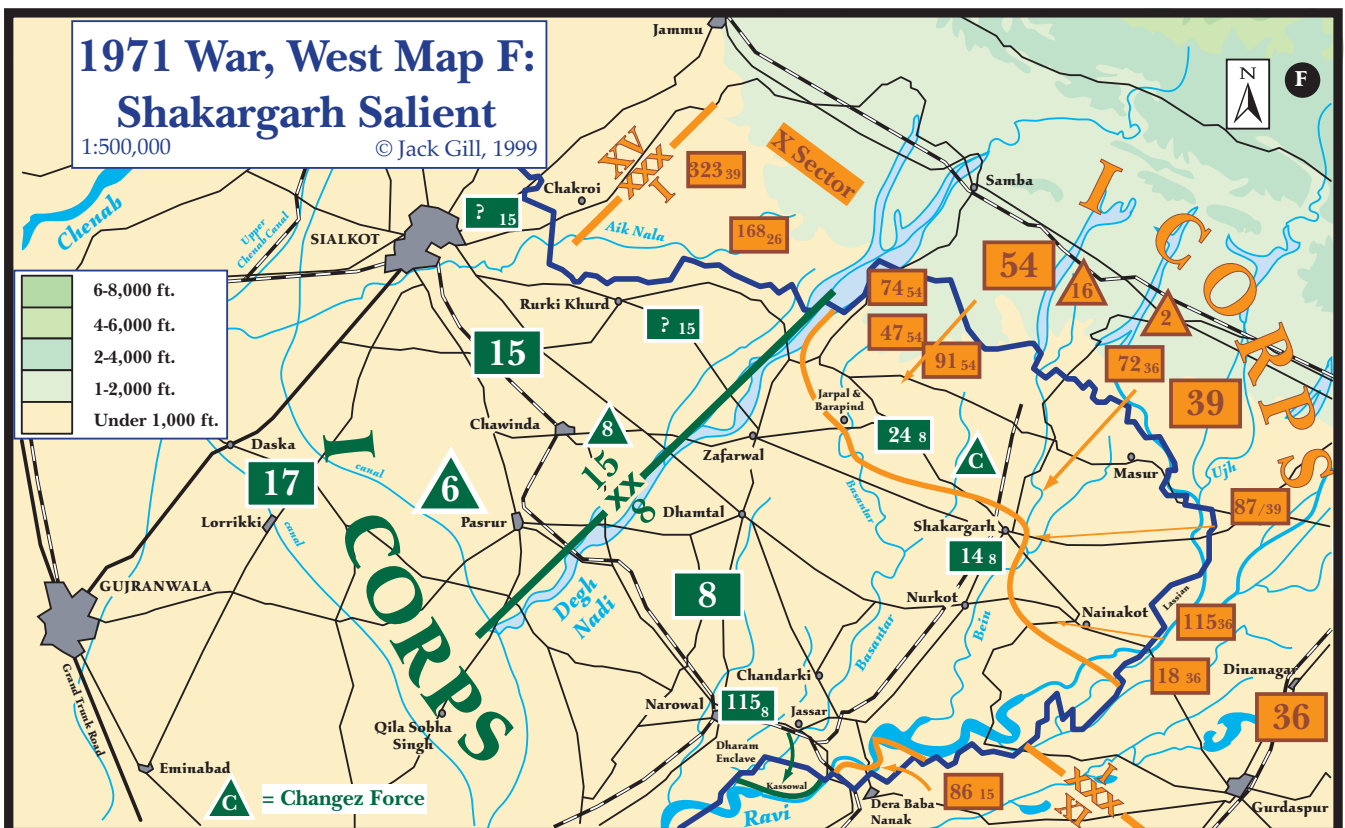 1971 War, West Map F:
Shakargarh Salient
1:500,000
© Jack Gill, 1999
Jammu
N
F
XV
XXX
I
323 39
X Sector
Samba
I CORPS
Chakroi
? 15
Chenab
Upper
Chenab Canal
SIALKOT
Aik Nala
168 26
54
16
2
74 54
6-8,000 ft.
4-6,000 ft.
2-4,000 ft.
1-2,000 ft.
Under 1,000 ft.
Rurki Khurd
? 15
47 54
91 54
72 36
39
15
Jarpal &
Barapind
Chawinda
8
24 8
C
Zafarwal
Masur
Ujh
Daska
I CORPS
canal
17
6
15
XX
8
Basantar
87/39
Lorrikki
canal
Pasrur
Dhamtal
Shakargarh
14 8
GUJRANWALA
Degh
Nadi
8
Nurkot
Bein
Nainakot
Lassian
115 36
Basantar
Grand Trunk Road
Chandarki
18 36
Dinanagar
Narowal
115 8
Jassar
36
Qila Sobha
Singh
Dharam
Enclave
Kassowal
Eminabad
C
= Changez Force
Ravi
Dera Baba
Nanak
86 15
I
XXX
XI
Gurdaspur